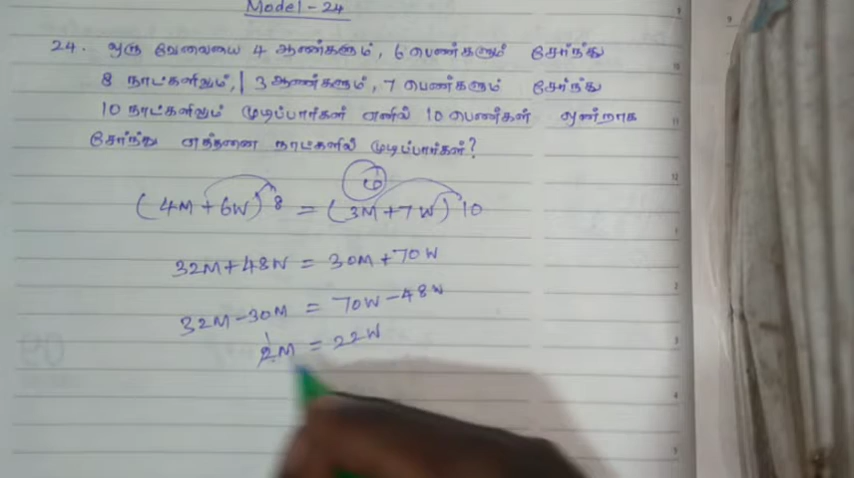 Model - 24
24. ஒரு வேலையை 4 ஆண்களும், 6 பெண்களும் சேர்ந்து
8 நாட்களிலும், 3 ஆண்களும், 7 பெண்களும் சேர்ந்து
10 நாட்களிலும் முடிப்பார்கள் எனில் 10 பெண்கள் ஒன்றாக
சேர்ந்து எத்தனை நாட்களில் முடிப்பார்கள்?
(4M+6W)8 = (3M+7W)10
32M+48W = 30M+70W
32M-30M = 70W-48W
2M = 22W